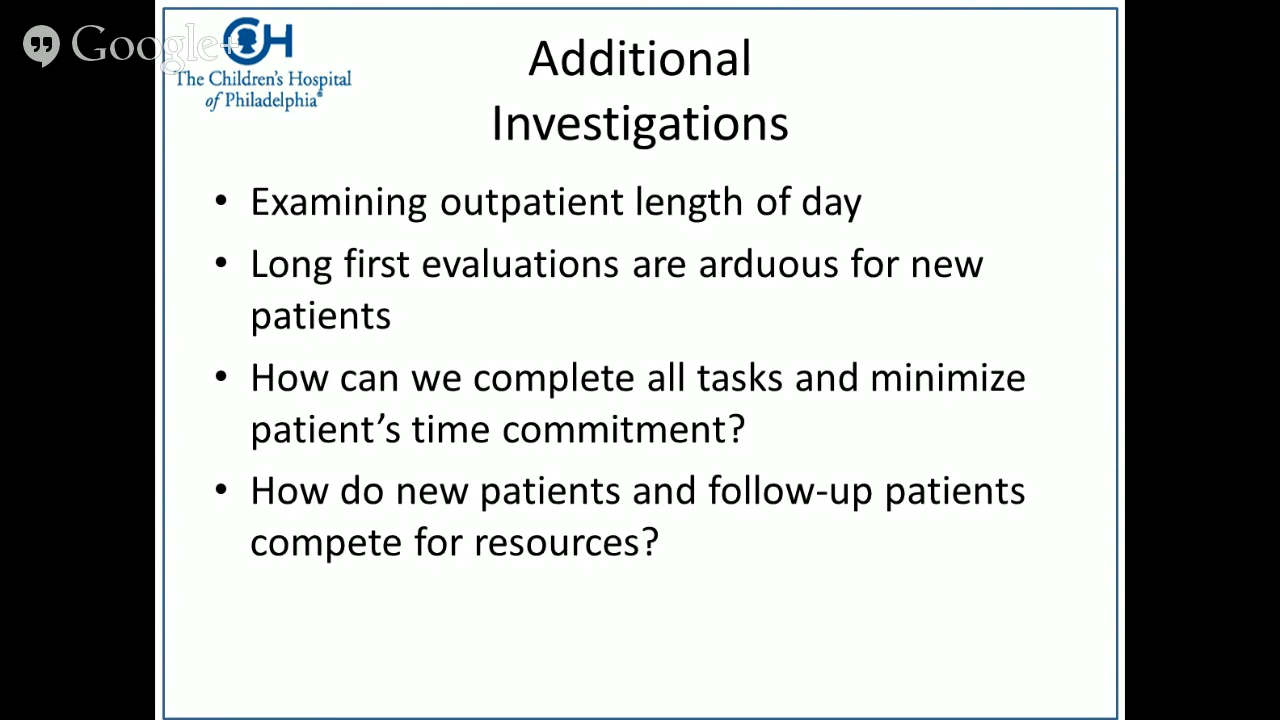 Google+
CH
The Children's Hospital
of Philadelphia®
Additional
Investigations
• Examining outpatient length of day
• Long first evaluations are arduous for new
patients
• How can we complete all tasks and minimize
patient's time commitment?
• How do new patients and follow-up patients
compete for resources?